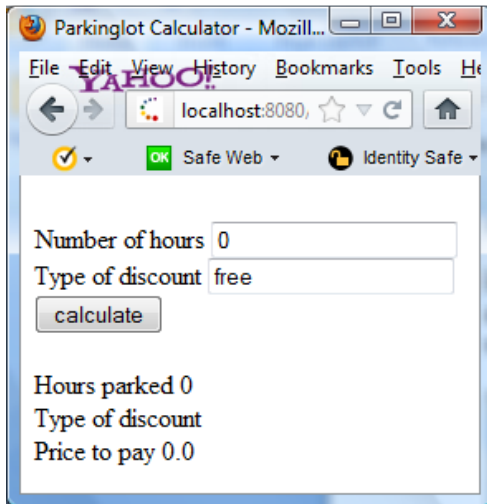 Parkinglot Calculator - Mozill...
File Edit View History Bookmarks Tools He
YAHOO!
localhost:8080,
OK Safe Web Identity Safe
Number of hours 0
Type of discount free
calculate
Hours parked 0
Type of discount
Price to pay 0.0